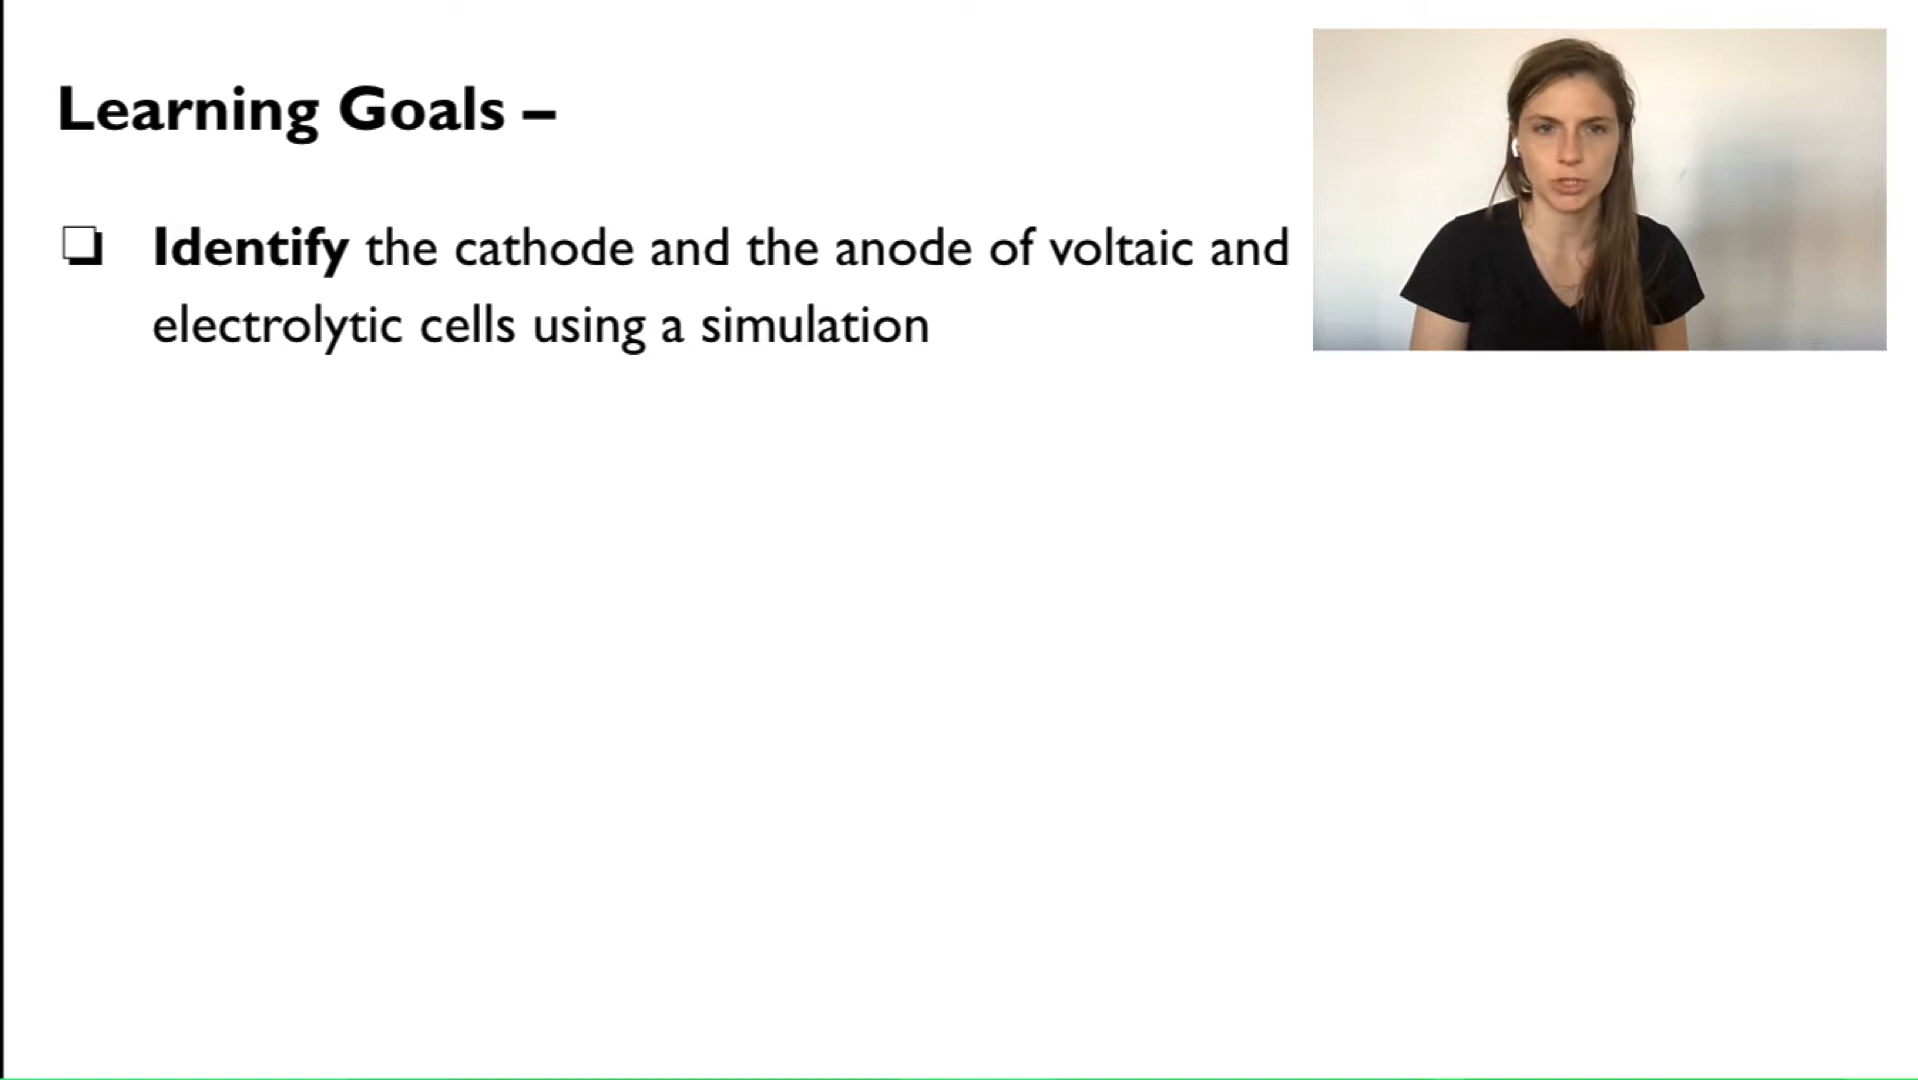 Learning Goals –
❏ Identify the cathode and the anode of voltaic and
electrolytic cells using a simulation